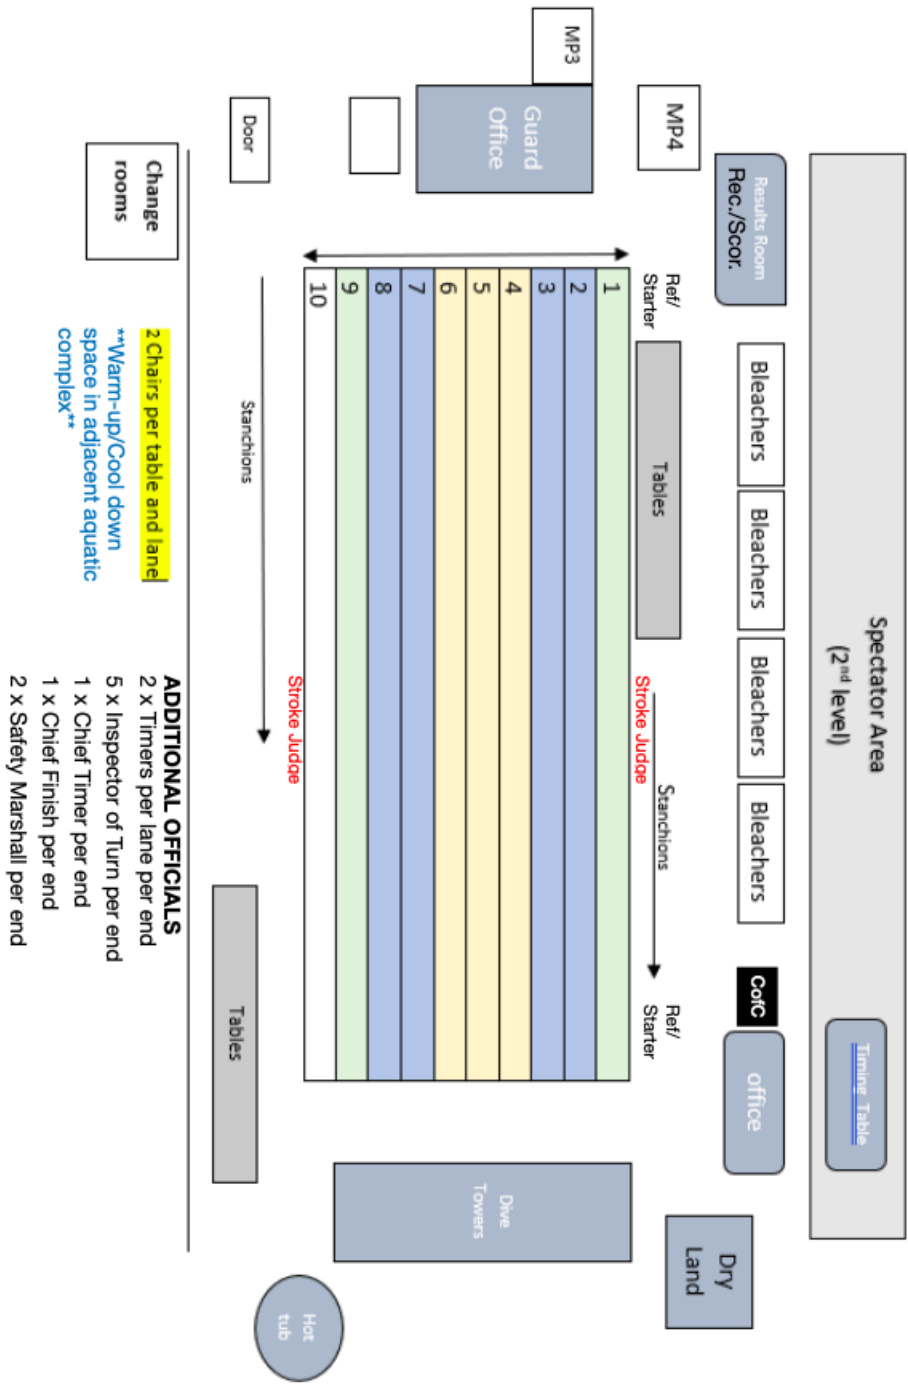 Spectator Area
(2nd level)
Timing Table
Results Room
Rec./Scor.
Bleachers
Bleachers
Bleachers
Bleachers
CofC
office
MP4
MP3
Guard
Office
Ref/
Starter
Tables
Stroke Judge
Stanchions
Ref/
Starter
Dry
Land
1
2
3
4
5
6
7
8
9
10
Dive
Towers
Stroke Judge
Stanchions
Door
Tables
Hot
tub
Change
rooms
2 Chairs per table and lane
**Warm-up/Cool down
space in adjacent aquatic
complex**
ADDITIONAL OFFICIALS
2 x Timers per lane per end
5 x Inspector of Turn per end
1 x Chief Timer per end
1 x Chief Finish per end
2 x Safety Marshall per end